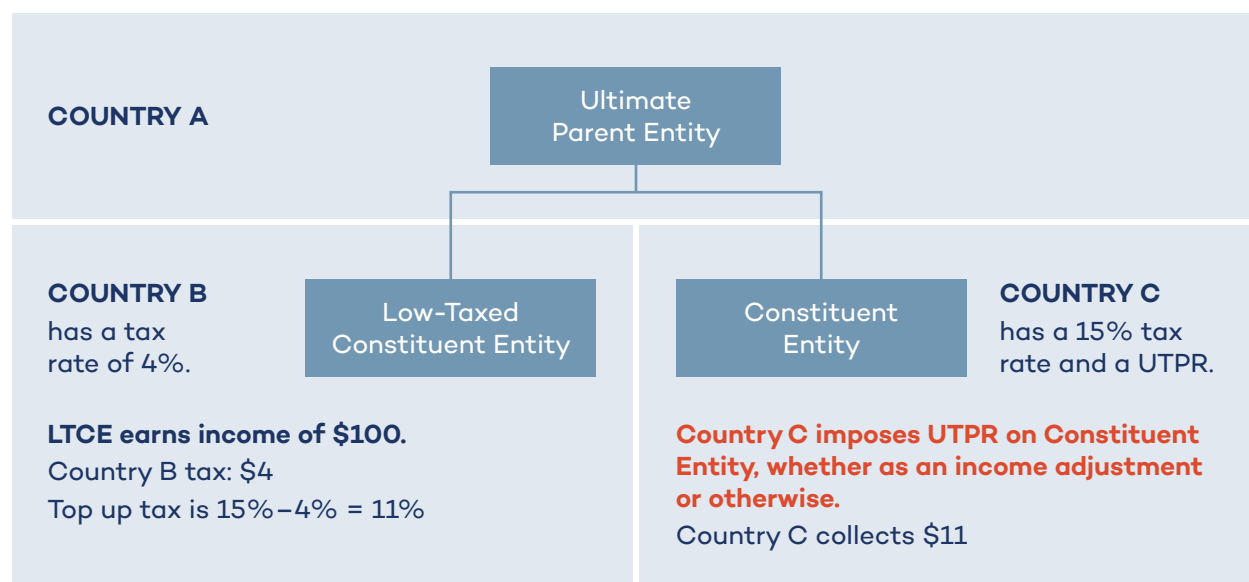 COUNTRY A
Ultimate
Parent Entity
COUNTRY B
has a tax
rate of 4%.
Low-Taxed
Constituent Entity
LTCE earns income of $100.
Country B tax: $4
Top up tax is 15%–4% = 11%
Constituent
Entity
COUNTRY C
has a 15% tax
rate and a UTPR.
Country C imposes UTPR on Constituent
Entity, whether as an income adjustment
or otherwise.
Country C collects $11